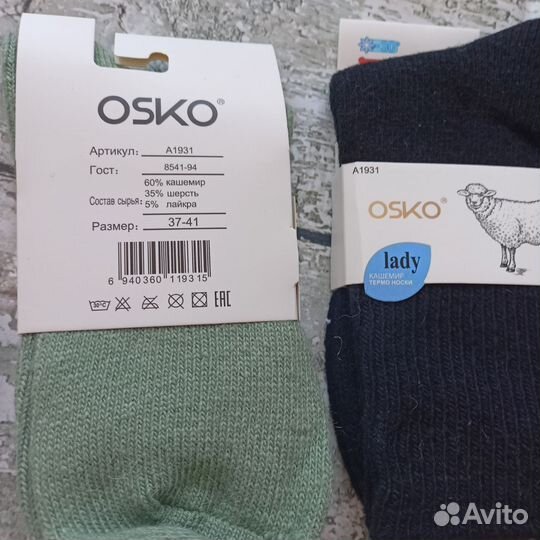 OSKO®
Артикул: A1931
Гост: 8541-94
60% кашемир
35% шерсть
Состав сырья: 5% лайкра
Размер: 37-41
6 940360 119315
30°C
EAC
A1931
OSKO®
lady
КАШЕМИР
ТЕРМО НОСКИ
Avito